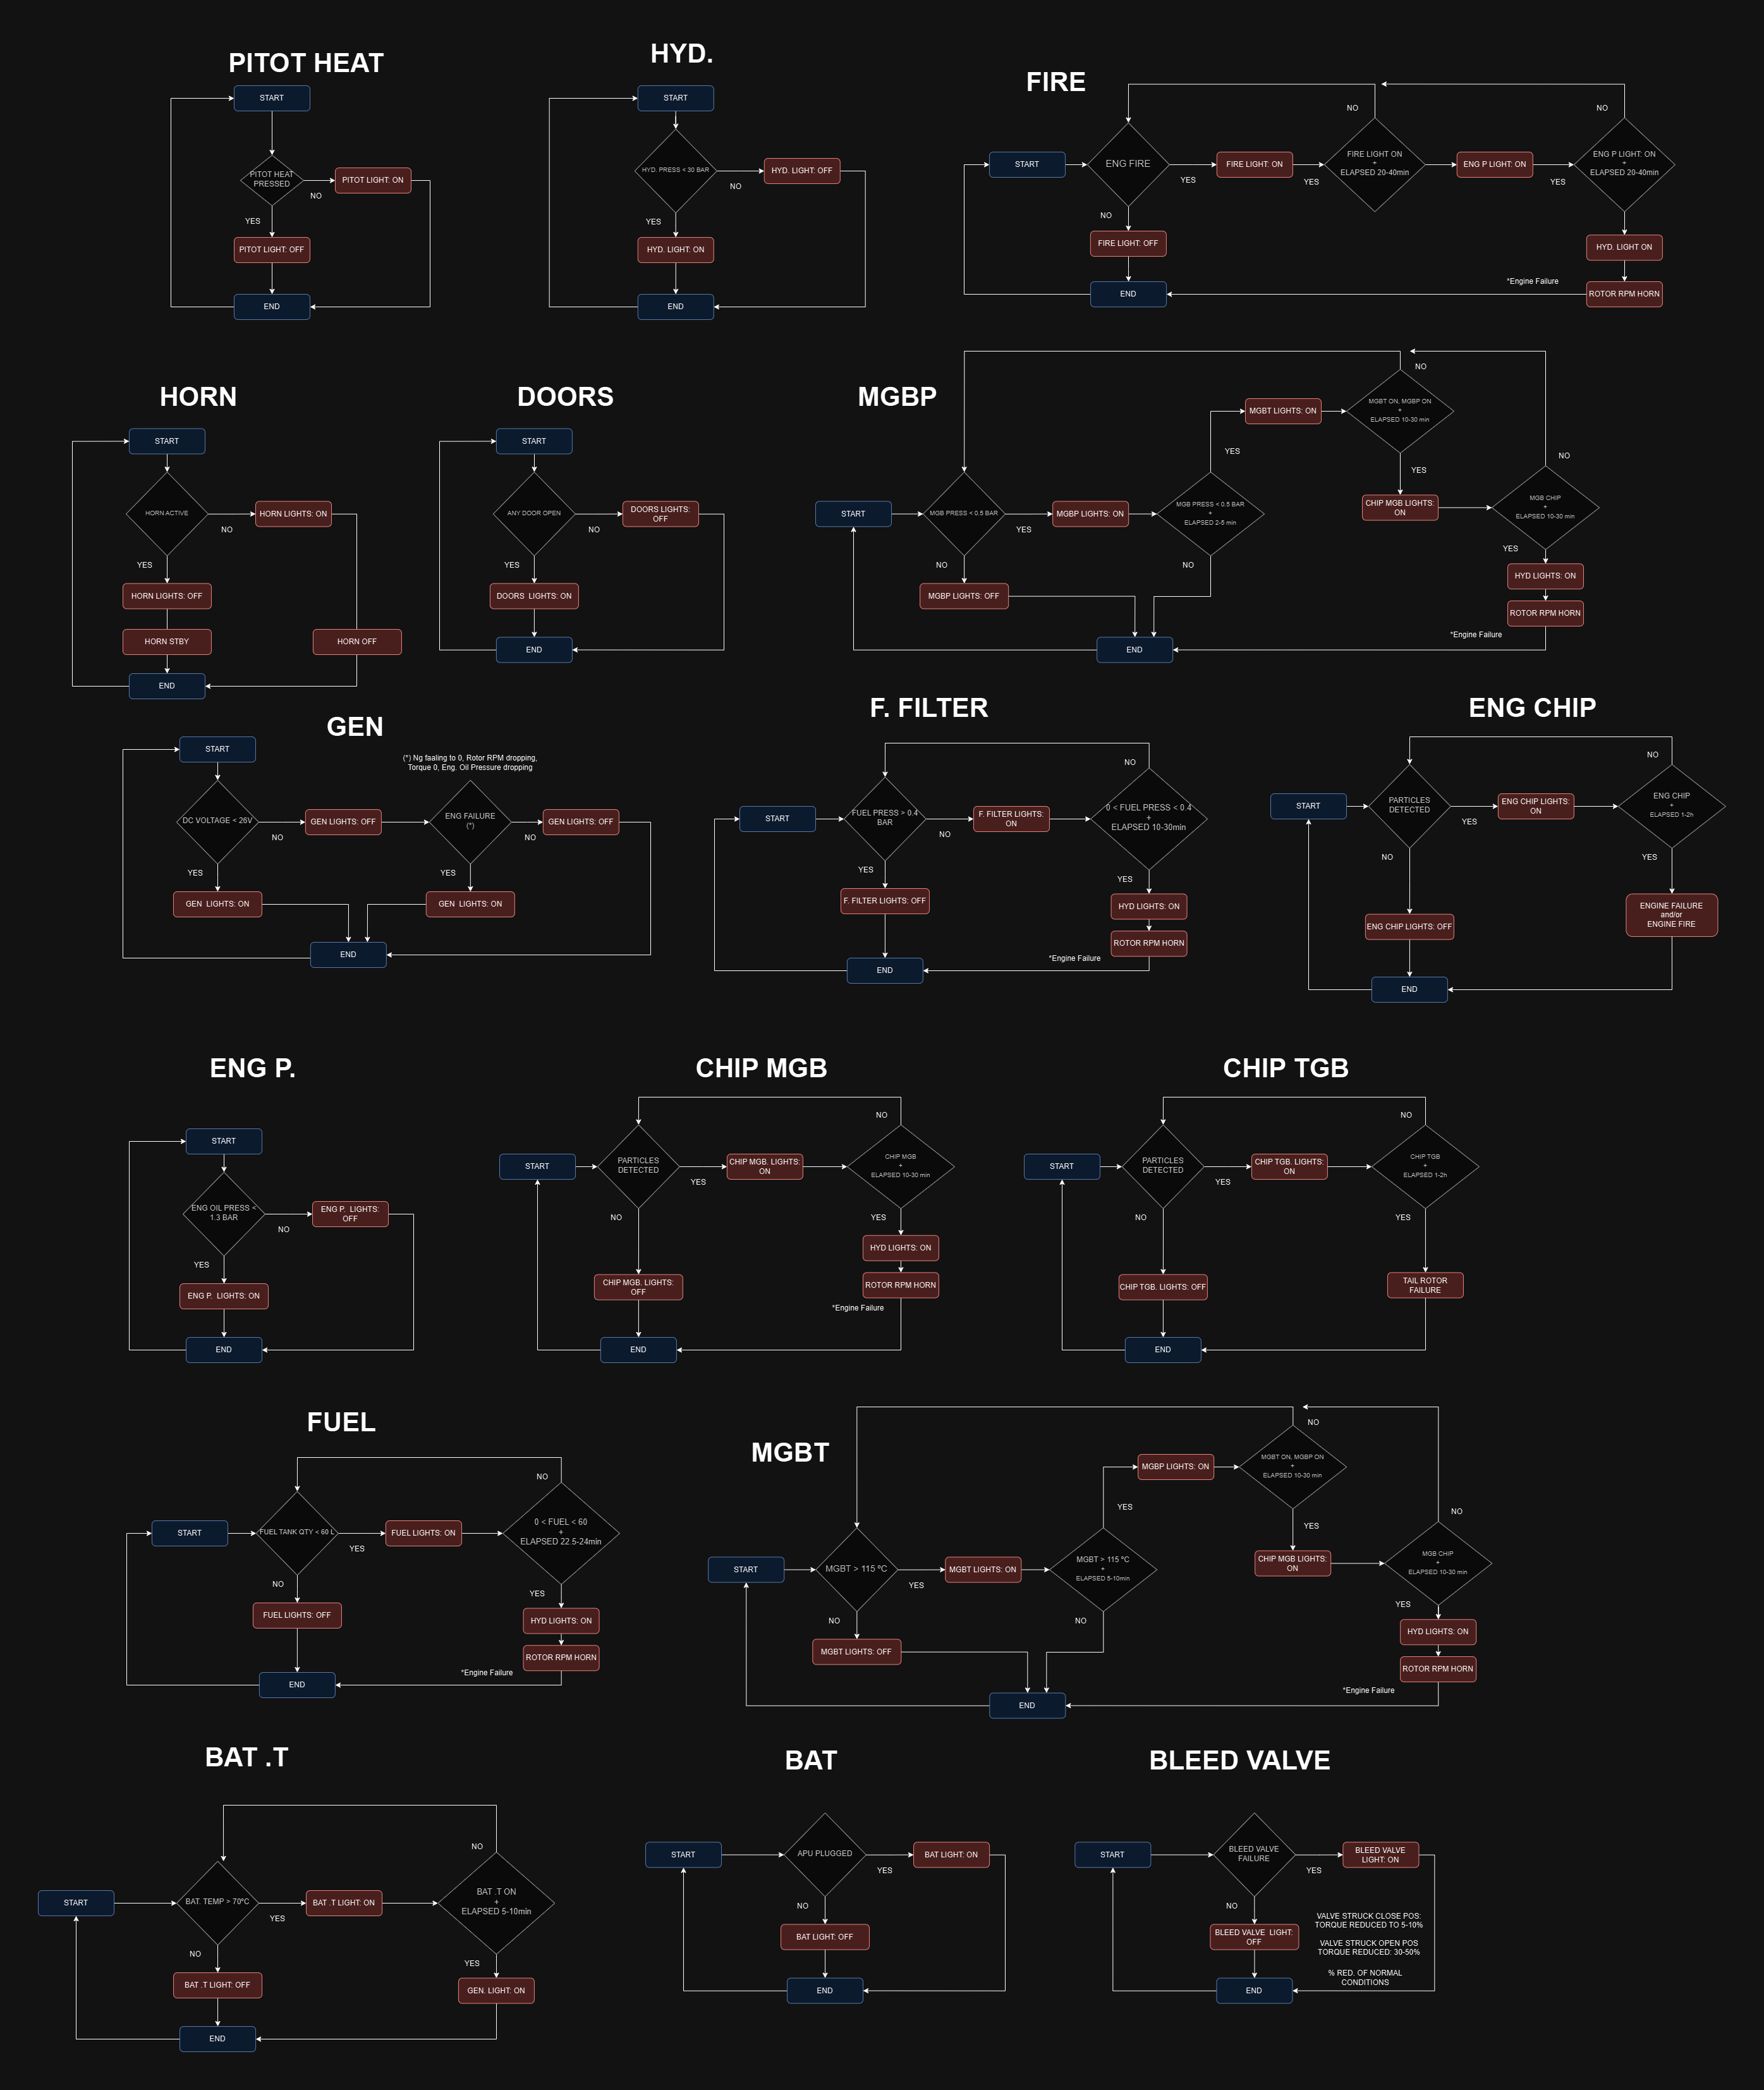 PITOT HEAT
START
PITOT HEAT
PRESSED
NO
PITOT LIGHT: ON
YES
PITOT LIGHT: OFF
END
HYD.
START
HYD. PRESS < 30 BAR
NO
HYD. LIGHT: OFF
YES
HYD. LIGHT: ON
END
FIRE
START
ENG FIRE
YES
FIRE LIGHT: ON
YES
NO
FIRE LIGHT ON
+
ELAPSED 20-40min
ENG P LIGHT: ON
YES
NO
ENG P LIGHT: ON
+
ELAPSED 20-40min
NO
FIRE LIGHT: OFF
HYD. LIGHT ON
*Engine Failure
END
ROTOR RPM HORN
HORN
START
HORN ACTIVE
NO
HORN LIGHTS: ON
YES
HORN LIGHTS: OFF
HORN STBY
HORN OFF
END
DOORS
START
ANY DOOR OPEN
NO
DOORS LIGHTS:
OFF
YES
DOORS  LIGHTS: ON
END
MGBP
START
MGB PRESS < 0.5 BAR
YES
MGBP LIGHTS: ON
MGB PRESS < 0.5 BAR
+
ELAPSED 2-5 min
YES
MGBT LIGHTS: ON
NO
MGBT ON, MGBP ON
+
ELAPSED 10-30 min
YES
CHIP MGB LIGHTS:
ON
NO
MGB CHIP
+
ELAPSED 10-30 min
YES
HYD LIGHTS: ON
ROTOR RPM HORN
*Engine Failure
NO
MGBP LIGHTS: OFF
NO
END
GEN
START
(*) Ng faaling to 0, Rotor RPM dropping,
Torque 0, Eng. Oil Pressure dropping
DC VOLTAGE < 26V
NO
GEN LIGHTS: OFF
ENG FAILURE
(*)
NO
GEN LIGHTS: OFF
YES
GEN  LIGHTS: ON
YES
GEN  LIGHTS: ON
END
F. FILTER
START
FUEL PRESS > 0.4
BAR
NO
F. FILTER LIGHTS:
ON
NO
0 < FUEL PRESS < 0.4
+
ELAPSED 10-30min
YES
F. FILTER LIGHTS: OFF
YES
HYD LIGHTS: ON
ROTOR RPM HORN
*Engine Failure
END
ENG CHIP
START
PARTICLES
DETECTED
YES
ENG CHIP LIGHTS:
ON
NO
ENG CHIP
+
ELAPSED 1-2h
NO
YES
ENG CHIP LIGHTS: OFF
ENGINE FAILURE
and/or
ENGINE FIRE
END
ENG P.
START
ENG OIL PRESS <
1.3 BAR
NO
ENG P.  LIGHTS:
OFF
YES
ENG P.  LIGHTS: ON
END
CHIP MGB
START
PARTICLES
DETECTED
YES
CHIP MGB. LIGHTS:
ON
NO
CHIP MGB
+
ELAPSED 10-30 min
NO
YES
HYD LIGHTS: ON
CHIP MGB. LIGHTS:
OFF
ROTOR RPM HORN
*Engine Failure
END
CHIP TGB
START
PARTICLES
DETECTED
YES
CHIP TGB. LIGHTS:
ON
NO
CHIP TGB
+
ELAPSED 1-2h
NO
YES
CHIP TGB. LIGHTS: OFF
TAIL ROTOR
FAILURE
END
FUEL
START
FUEL TANK QTY < 60 L
YES
FUEL LIGHTS: ON
NO
0 < FUEL < 60
+
ELAPSED 22.5-24min
NO
FUEL LIGHTS: OFF
YES
HYD LIGHTS: ON
ROTOR RPM HORN
*Engine Failure
END
MGBT
START
MGBT > 115 ºC
YES
MGBT LIGHTS: ON
MGBT > 115 ºC
+
ELAPSED 5-10min
YES
MGBP LIGHTS: ON
NO
MGBT ON, MGBP ON
+
ELAPSED 10-30 min
YES
CHIP MGB LIGHTS:
ON
NO
MGB CHIP
+
ELAPSED 10-30 min
YES
HYD LIGHTS: ON
ROTOR RPM HORN
*Engine Failure
NO
MGBT LIGHTS: OFF
NO
END
BAT .T
START
BAT. TEMP > 70ºC
YES
BAT .T LIGHT: ON
NO
BAT .T ON
+
ELAPSED 5-10min
NO
BAT .T LIGHT: OFF
YES
GEN. LIGHT: ON
END
BAT
START
APU PLUGGED
YES
BAT LIGHT: ON
NO
BAT LIGHT: OFF
END
BLEED VALVE
START
BLEED VALVE
FAILURE
YES
BLEED VALVE
LIGHT: ON
NO
BLEED VALVE  LIGHT:
OFF
VALVE STRUCK CLOSE POS:
TORQUE REDUCED TO 5-10%
VALVE STRUCK OPEN POS
TORQUE REDUCED: 30-50%
% RED. OF NORMAL
CONDITIONS
END